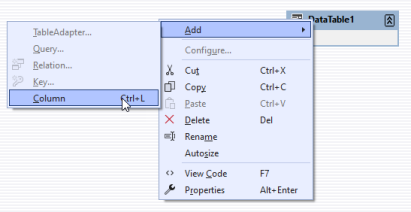 DataTable1
TableAdapter...
Query...
Relation...
Key...
Column Ctrl+L
Add
Configure...
Cut Ctrl+X
Copy Ctrl+C
Paste Ctrl+V
Delete Del
Rename
Autosize
View Code F7
Properties Alt+Enter